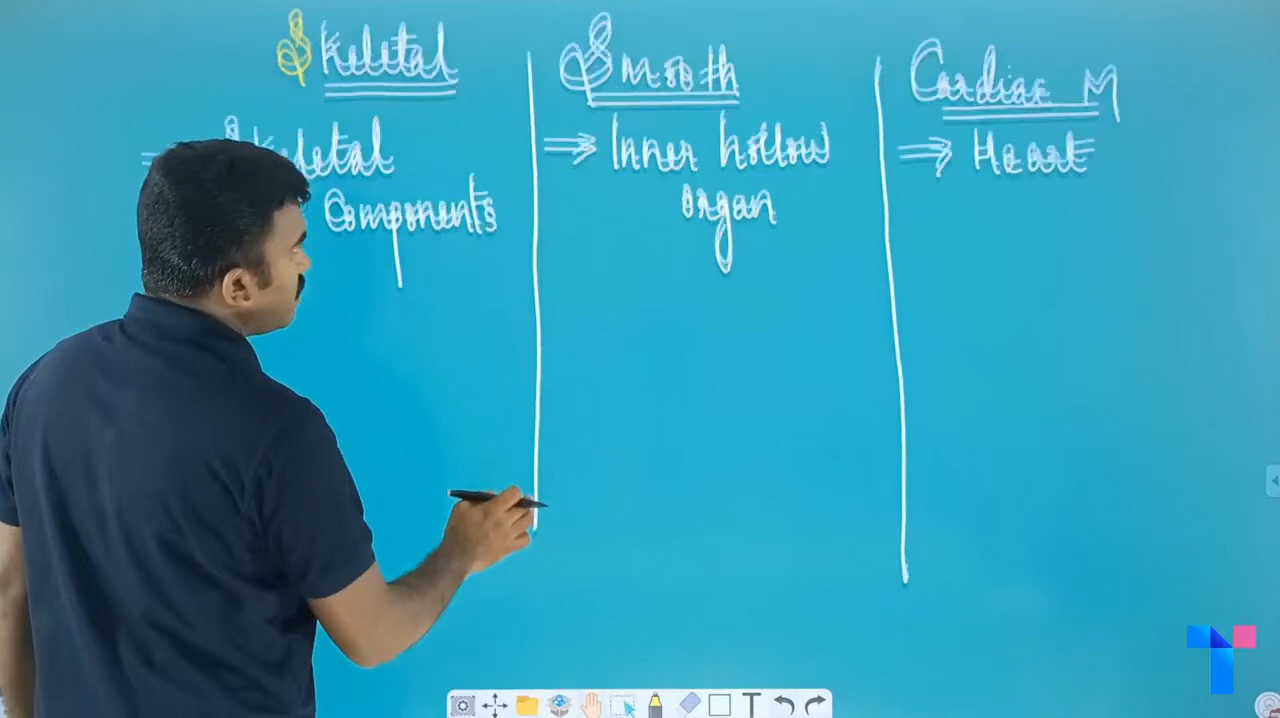 Skeletal
Smooth
Cardiac M
Skeletal
Components
Inner hollow
organ
Heart